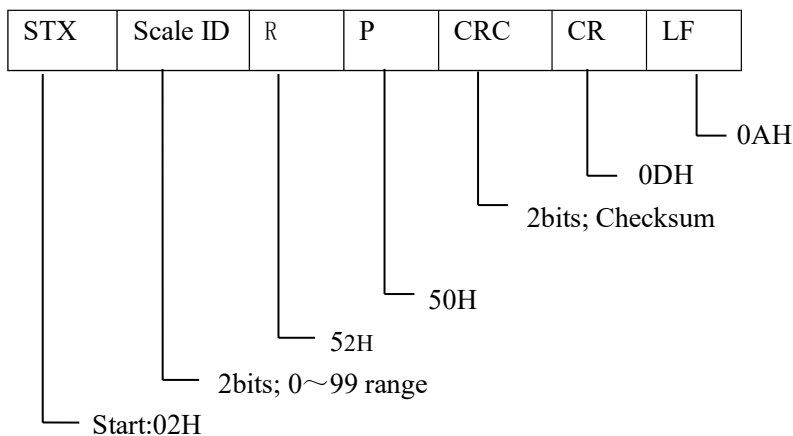 STX Scale ID R P CRC CR LF
0AH
0DH
2bits; Checksum
50H
52H
2bits; 0～99 range
Start:02H